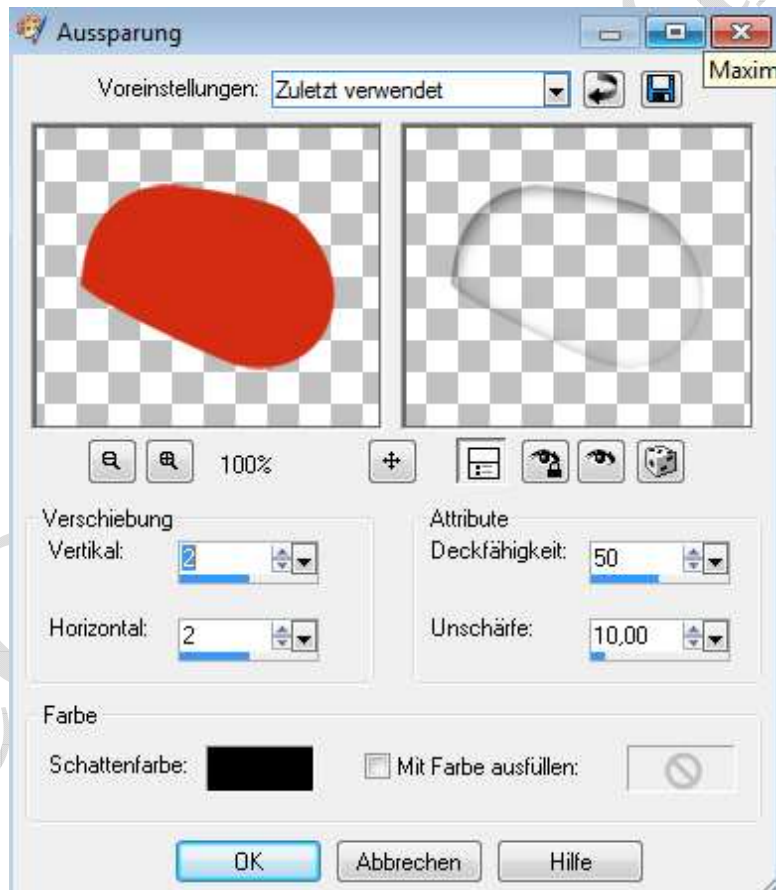 Aussparung
Maxim
Voreinstellungen: Zuletzt verwendet
100%
Verschiebung
Vertikal: 2
Horizontal: 2
Attribute
Deckfähigkeit: 50
Unschärfe: 10,00
Farbe
Schattenfarbe: Mit Farbe ausfüllen:
OK Abbrechen Hilfe